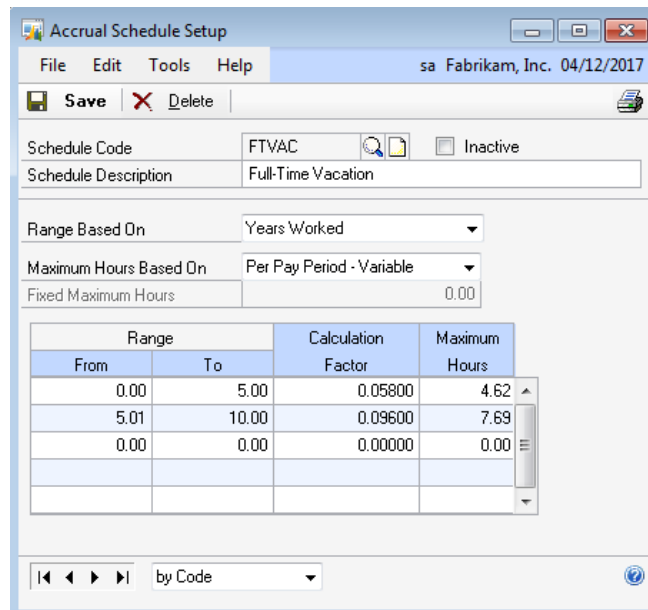 Accrual Schedule Setup
File Edit Tools Help sa Fabrikam, Inc. 04/12/2017
Save Delete
Schedule Code FTVAC Inactive
Schedule Description Full-Time Vacation
Range Based On Years Worked
Maximum Hours Based On Per Pay Period - Variable
Fixed Maximum Hours 0.00
Range Calculation Maximum
From To Factor Hours
0.00 5.00 0.05800 4.62
5.01 10.00 0.09600 7.69
0.00 0.00 0.00000 0.00
by Code